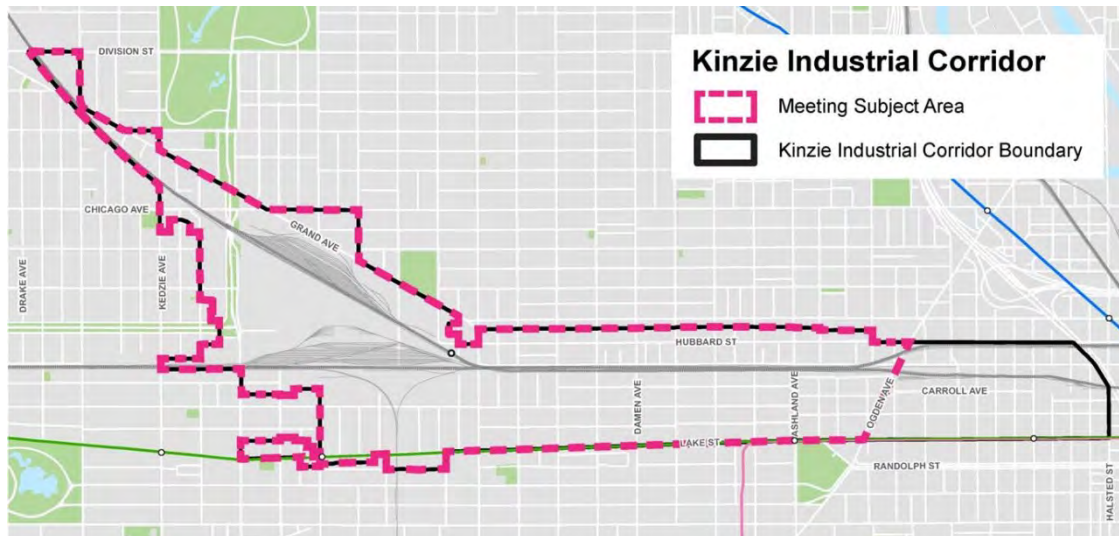 DIVISION ST
Kinzie Industrial Corridor
Meeting Subject Area
Kinzie Industrial Corridor Boundary
CHICAGO AVE
GRAND AVE
DRAKE AVE
KEDZIE AVE
HUBBARD ST
DAMEN AVE
ASHLAND AVE
OGDEN AVE
CARROLL AVE
LAKE ST
RANDOLPH ST
HALSTED ST